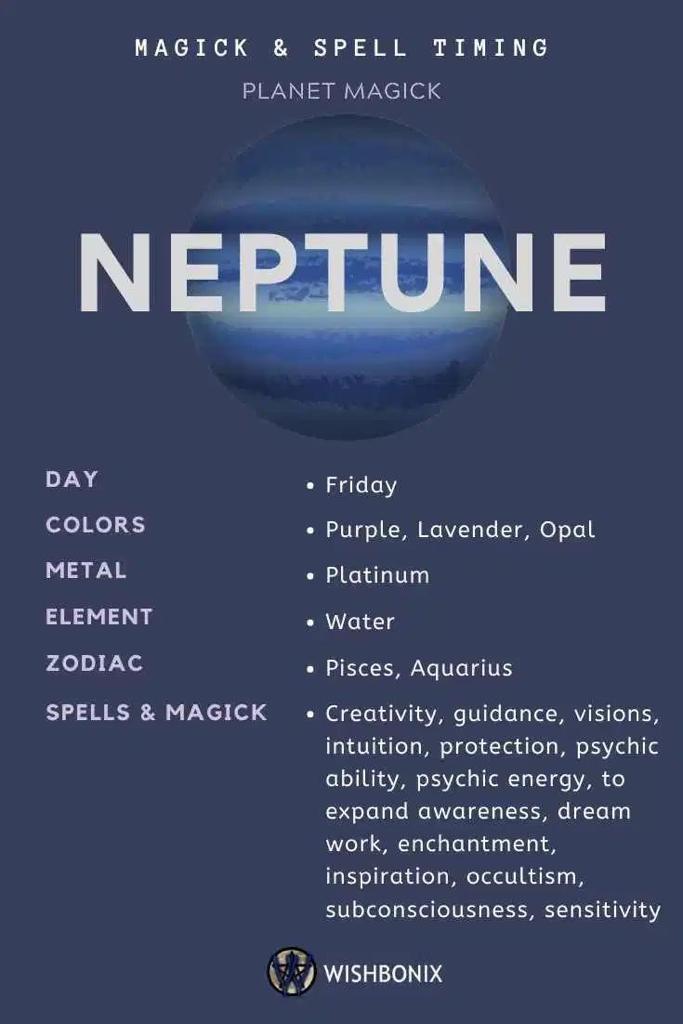 MAGICK & SPELL TIMING
PLANET MAGICK
NEPTUNE
DAY
• Friday
COLORS
• Purple, Lavender, Opal
METAL
• Platinum
ELEMENT
• Water
ZODIAC
• Pisces, Aquarius
SPELLS & MAGICK
• Creativity, guidance, visions,
intuition, protection, psychic
ability, psychic energy, to
expand awareness, dream
work, enchantment,
inspiration, occultism,
subconsciousness, sensitivity
WISHBONIX